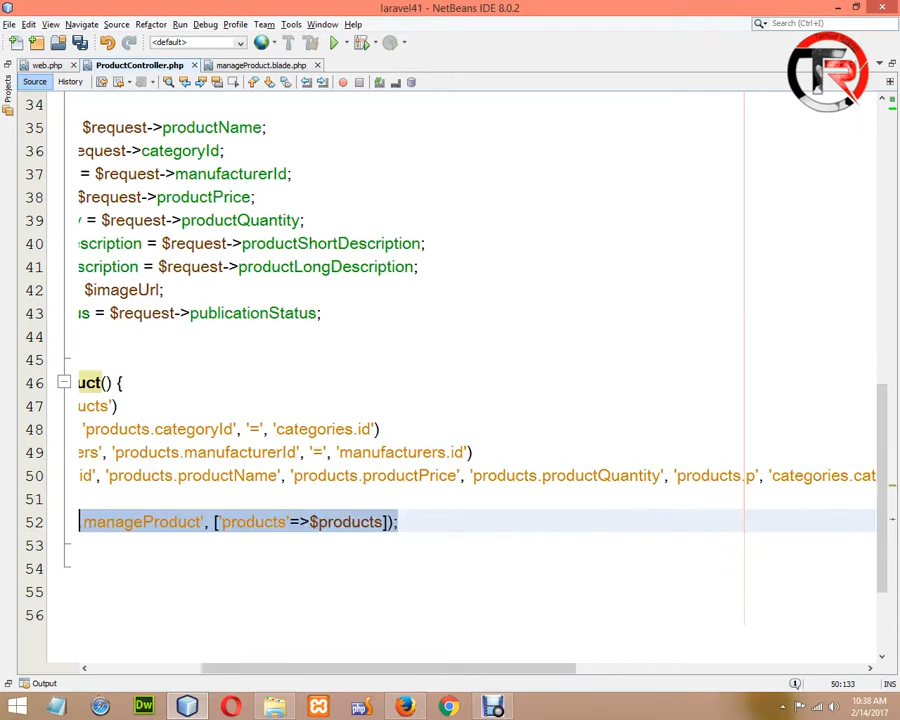 laravel41 - NetBeans IDE 8.0.2
File Edit View Navigate Source Refactor Run Debug Profile Team Tools Window Help
Search (Ctrl+I)
<default>
web.php ProductController.php manageProduct.blade.php
Projects
Source History
34
35 $request->productName;
36 equest->categoryId;
37 = $request->manufacturerId;
38 $request->productPrice;
39 y = $request->productQuantity;
40 escription = $request->productShortDescription;
41 scription = $request->productLongDescription;
42 $imageUrl;
43 us = $request->publicationStatus;
44
45
46 uct() {
47 ucts')
48 'products.categoryId', '=', 'categories.id')
49 ers', 'products.manufacturerId', '=', 'manufacturers.id')
50 id', 'products.productName', 'products.productPrice', 'products.productQuantity', 'products.p', 'categories.cat
51
52 .manageProduct', ['products'=>$products]);
53
54
55
56
Output
50:133 INS
10:38 AM
2/14/2017